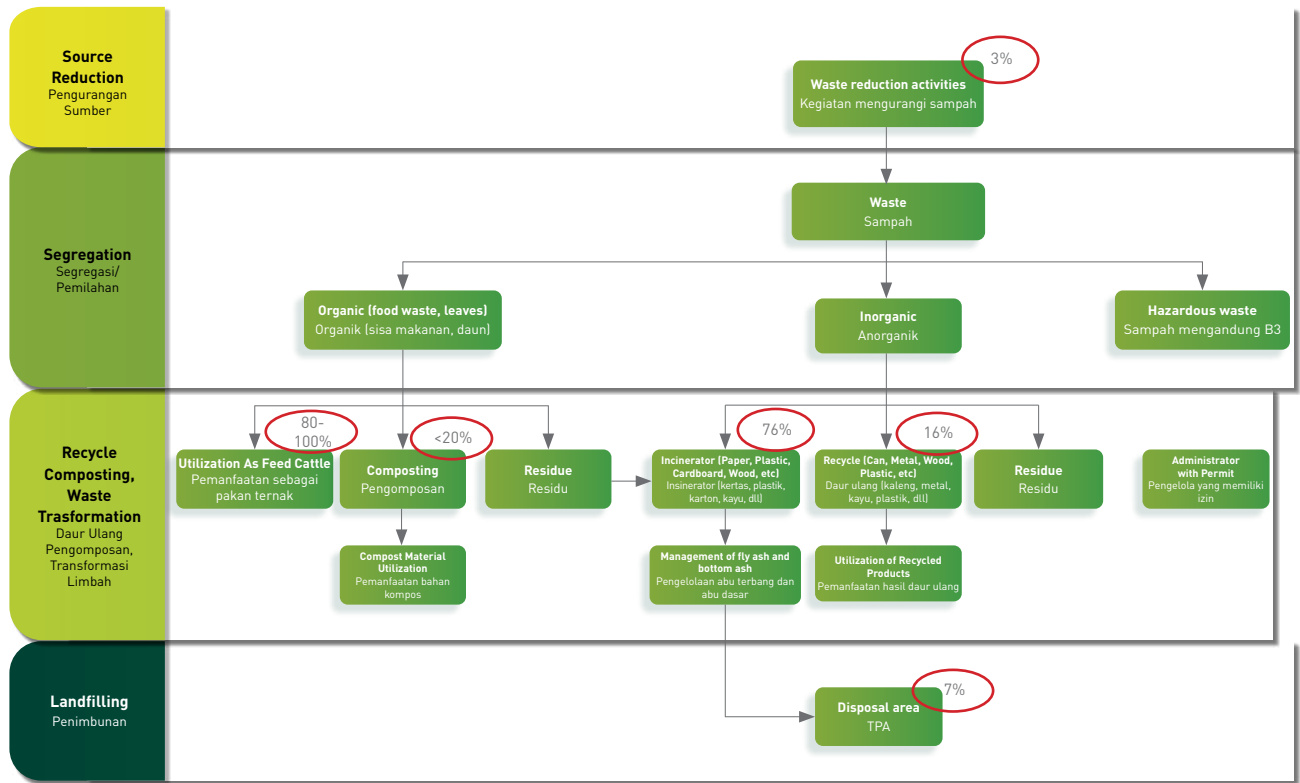 Source
Reduction
Pengurangan
Sumber
3%
Waste reduction activities
Kegiatan mengurangi sampah
Segregation
Segregasi/
Pemilahan
Waste
Sampah
Organic (food waste, leaves)
Organik (sisa makanan, daun)
Inorganic
Anorganik
Hazardous waste
Sampah mengandung B3
Recycle
Composting,
Waste
Trasformation
Daur Ulang
Pengomposan,
Transformasi
Limbah
80-
100%
Utilization As Feed Cattle
Pemanfaatan sebagai
pakan ternak
<20%
Composting
Pengomposan
Residue
Residu
76%
Incinerator (Paper, Plastic,
Cardboard, Wood, etc)
Insinerator (kertas, plastik,
karton, kayu, dll)
16%
Recycle (Can, Metal, Wood,
Plastic, etc)
Daur ulang (kaleng, metal,
kayu, plastik, dll)
Residue
Residu
Administrator
with Permit
Pengelola yang memiliki
izin
Compost Material
Utilization
Pemanfaatan bahan
kompos
Management of fly ash and
bottom ash
Pengelolaan abu terbang dan
abu dasar
Utilization of Recycled
Products
Pemanfaatan hasil daur ulang
Landfilling
Penimbunan
7%
Disposal area
TPA